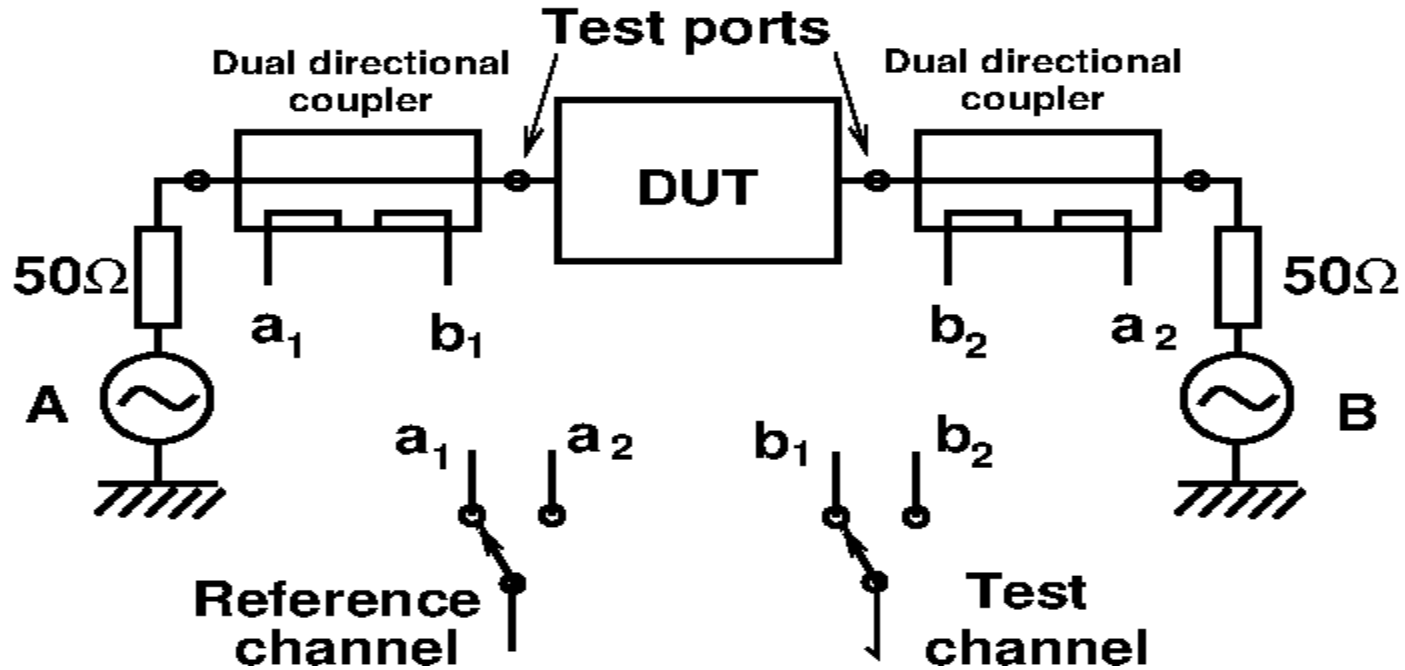 Test ports
Dual directional
coupler
Dual directional
coupler
DUT
50Ω
50Ω
a₁
b₁
b₂
a₂
A
B
a₁
a₂
b₁
b₂
Reference
channel
Test
channel